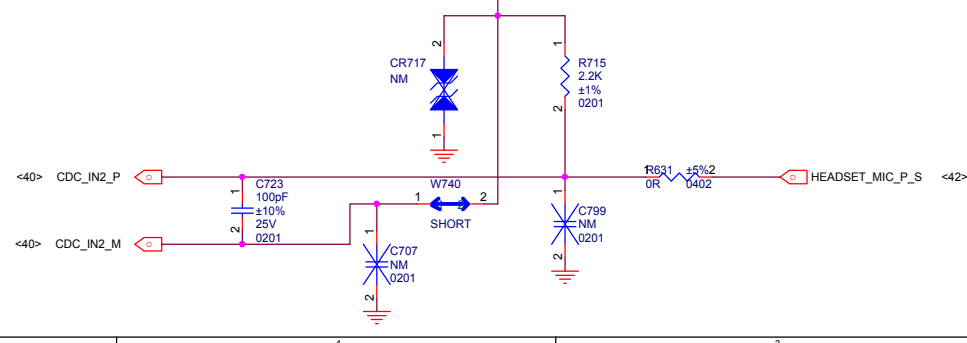 2
CR717
NM
1
1
R715
2.2K
±1%
0201
2
<40> CDC_IN2_P
1
C723
100pF
±10%
25V
0201
2
1 W740 2
SHORT
1 R631 ±5% 2
0R 0402
HEADSET_MIC_P_S <42>
1
C799
NM
0201
2
<40> CDC_IN2_M
1
C707
NM
0201
2